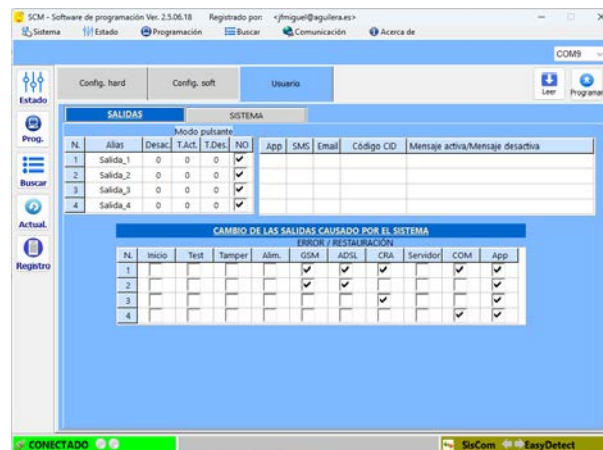 SCM - Software de programación Ver. 2.5.06.18 Registrado por: <jfmiguel@aguilera.es>
Sistema Estado Programación Buscar Comunicación Acerca de
COM9
Estado
Prog.
Buscar
Actual.
Registro
Config. hard Config. soft Usuario
Leer Programar
SALIDAS SISTEMA
Modo pulsante
N. Alias Desac. T.Act. T.Des. NO
1 Salida_1 0 0 0
2 Salida_2 0 0 0
3 Salida_3 0 0 0
4 Salida_4 0 0 0
App SMS Email Código CID Mensaje activa/Mensaje desactiva
CAMBIO DE LAS SALIDAS CAUSADO POR EL SISTEMA
ERROR / RESTAURACIÓN
N. Inicio Test Tamper Alim. GSM ADSL CRA Servidor COM App
1
2
3
4
CONECTADO
SisCom EasyDetect